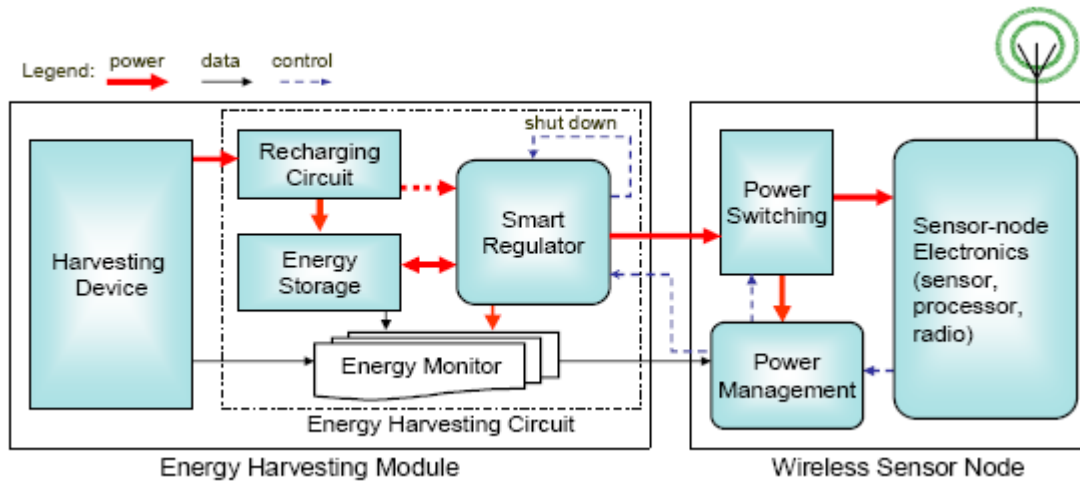 Legend: power data control
shut down
Recharging
Circuit
Harvesting
Device
Energy
Storage
Smart
Regulator
Energy Monitor
Energy Harvesting Circuit
Energy Harvesting Module
Power
Switching
Sensor-node
Electronics
(sensor,
processor,
radio)
Power
Management
Wireless Sensor Node